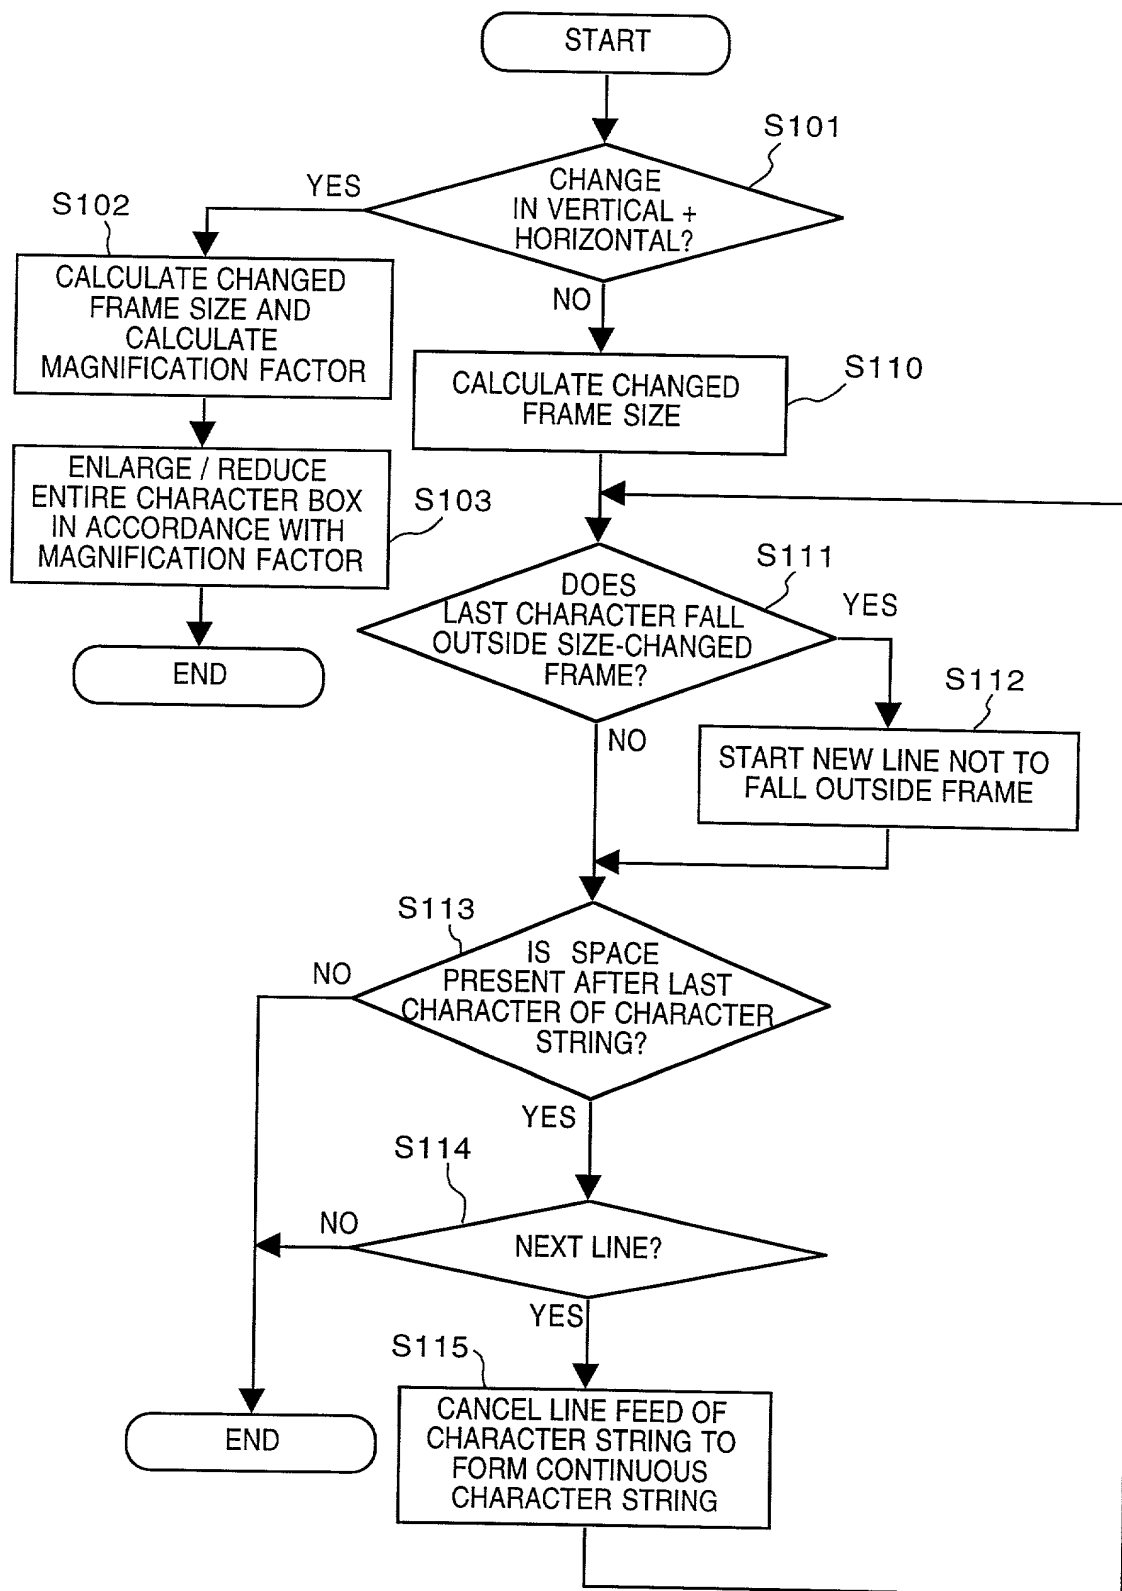 START
S101
CHANGE
IN VERTICAL +
HORIZONTAL?
YES
NO
S102
CALCULATE CHANGED
FRAME SIZE AND
CALCULATE
MAGNIFICATION FACTOR
S110
CALCULATE CHANGED
FRAME SIZE
S103
ENLARGE / REDUCE
ENTIRE CHARACTER BOX
IN ACCORDANCE WITH
MAGNIFICATION FACTOR
END
S111
DOES
LAST CHARACTER FALL
OUTSIDE SIZE-CHANGED
FRAME?
YES
NO
S112
START NEW LINE NOT TO
FALL OUTSIDE FRAME
S113
IS SPACE
PRESENT AFTER LAST
CHARACTER OF CHARACTER
STRING?
NO
YES
S114
NEXT LINE?
NO
YES
S115
CANCEL LINE FEED OF
CHARACTER STRING TO
FORM CONTINUOUS
CHARACTER STRING
END